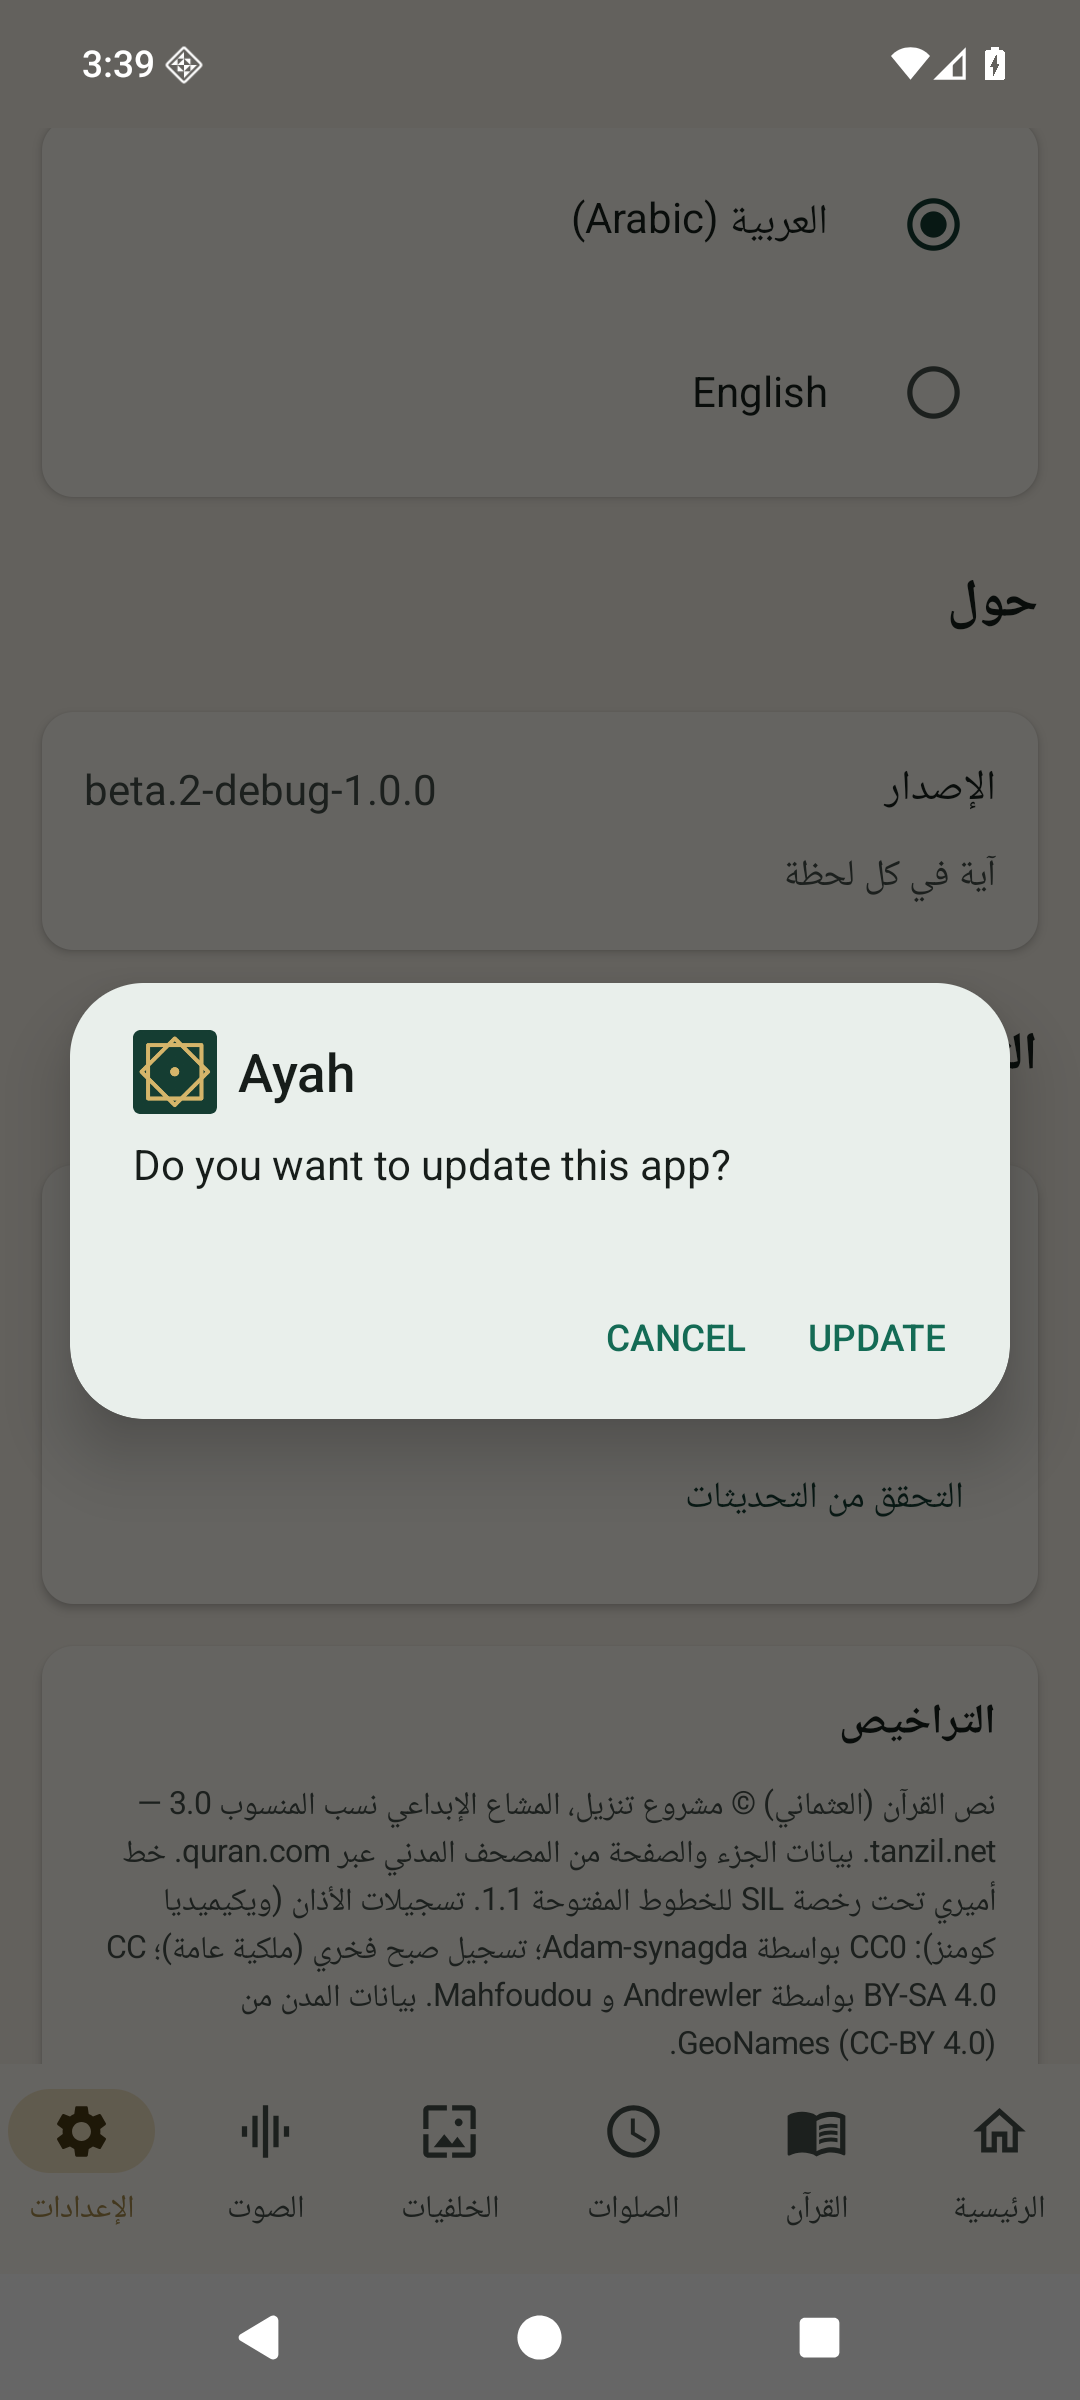 3:39
العربية (Arabic)
English
حول
الإصدار
beta.2-debug-1.0.0
آية في كل لحظة
Ayah
Do you want to update this app?
CANCEL
UPDATE
التحقق من التحديثات
التراخيص
نص القرآن (العثماني) © مشروع تنزيل، المشاع الإبداعي نسب المنسوب 3.0 —
tanzil.net. بيانات الجزء والصفحة من المصحف المدني عبر quran.com. خط
أميري تحت رخصة SIL للخطوط المفتوحة 1.1. تسجيلات الأذان (ويكيميديا
كومنز): CC0 بواسطة Adam-synagda؛ تسجيل صبح فخري (ملكية عامة)؛ CC
BY-SA 4.0 بواسطة Andrewler و Mahfoudou. بيانات المدن من
GeoNames (CC-BY 4.0).
الرئيسية
القرآن
الصلوات
الخلفيات
الصوت
الإعدادات